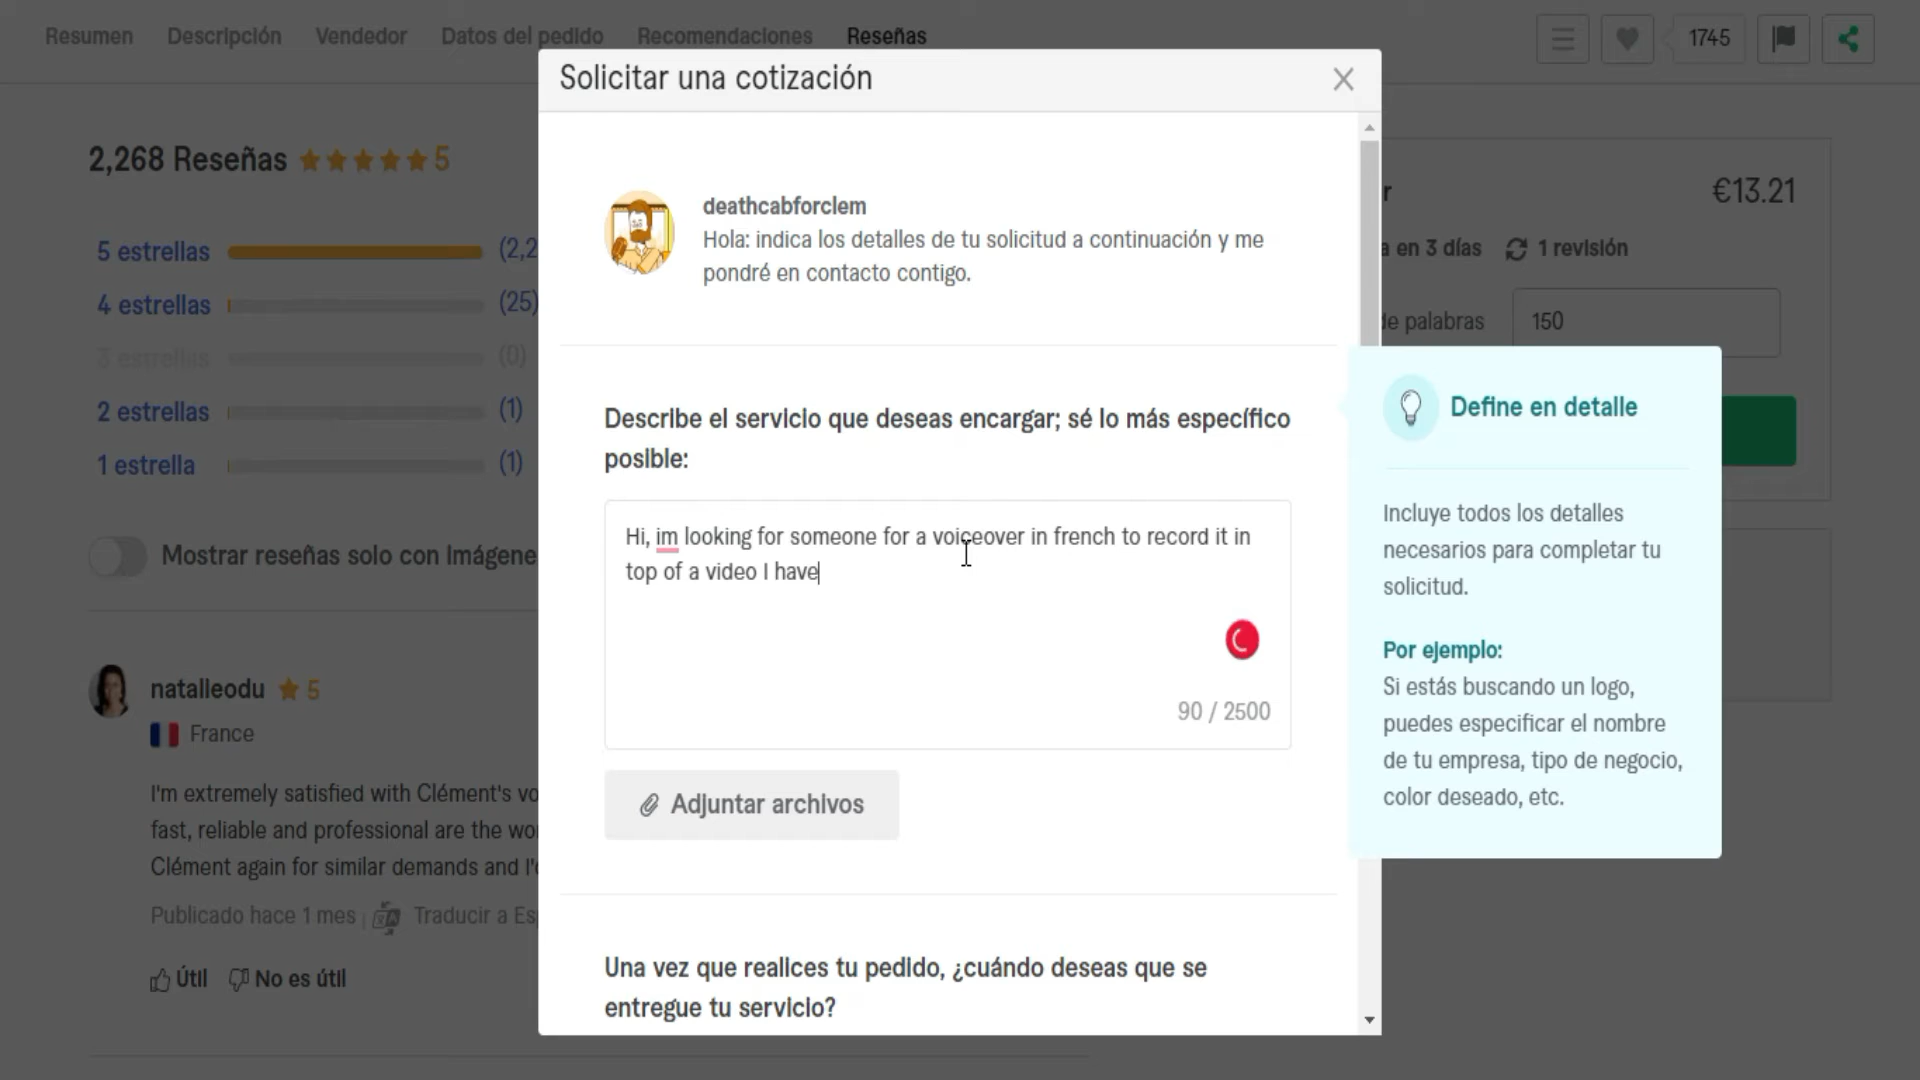 Resumen
Descripción
Vendedor
Datos del pedido
Recomendaciones
Reseñas
1745
Solicitar una cotización
2,268 Reseñas
5
5 estrellas
(2,2
4 estrellas
(25)
3 estrellas
(0)
2 estrellas
(1)
1 estrella
(1)
Mostrar reseñas solo con Imágene
natalleodu
5
France
I'm extremely satisfied with Clément's vo
fast, reliable and professional are the wo
Clément again for similar demands and I'
Publicado hace 1 mes
Traducir a Es
Útil
No es útil
deathcabforclem
Hola: indica los detalles de tu solicitud a continuación y me
pondré en contacto contigo.
Describe el servicio que deseas encargar; sé lo más específico
posible:
Hi, im looking for someone for a voiceover in french to record it in
top of a video I have
90 / 2500
Adjuntar archivos
Una vez que realices tu pedido, ¿cuándo deseas que se
entregue tu servicio?
r
€13.21
a en 3 días
1 revisión
de palabras
150
Define en detalle
Incluye todos los detalles
necesarios para completar tu
solicitud.
Por ejemplo:
Si estás buscando un logo,
puedes especificar el nombre
de tu empresa, tipo de negocio,
color deseado, etc.